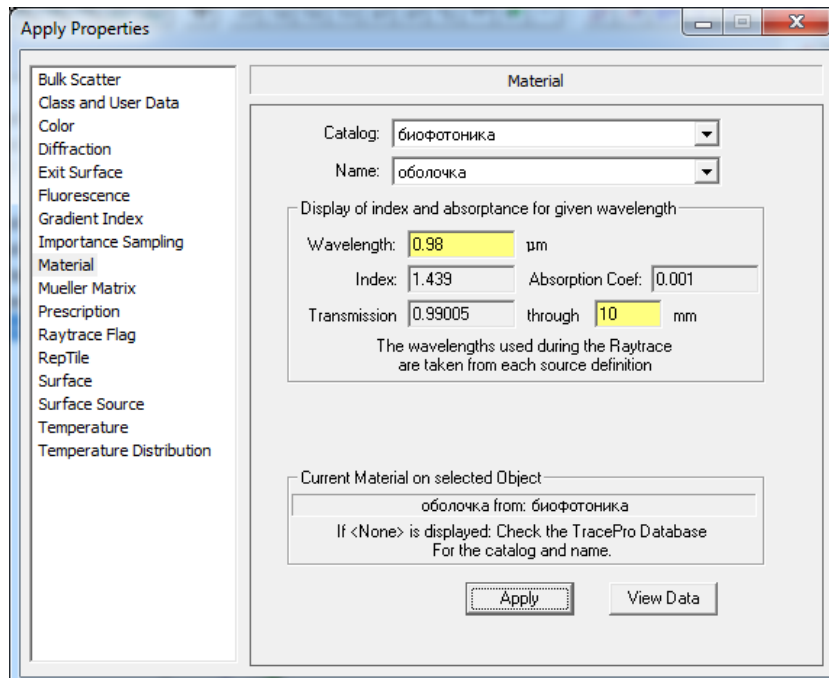 Apply Properties
Bulk Scatter
Class and User Data
Color
Diffraction
Exit Surface
Fluorescence
Gradient Index
Importance Sampling
Material
Mueller Matrix
Prescription
Raytrace Flag
RepTile
Surface
Surface Source
Temperature
Temperature Distribution
Material
Catalog: биофотоника
Name: оболочка
Display of index and absorptance for given wavelength
Wavelength: 0.98 µm
Index: 1.439 Absorption Coef: 0.001
Transmission 0.99005 through 10 mm
The wavelengths used during the Raytrace
are taken from each source definition
Current Material on selected Object
оболочка from: биофотоника
If <None> is displayed: Check the TracePro Database
For the catalog and name.
Apply View Data